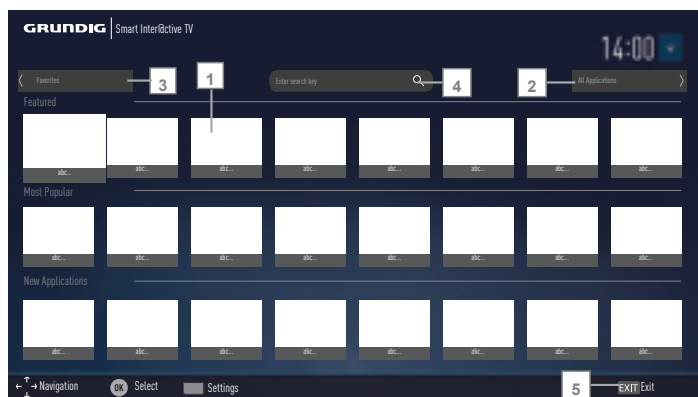 GRUNDIG Smart Inter@ctive TV
14:00
Favorites 3 1 Enter search key 4 2 All Applications
Featured
abc... abc... abc... abc... abc... abc... abc... abc...
Most Popular
abc... abc... abc... abc... abc... abc... abc... abc...
New Applications
abc... abc... abc... abc... abc... abc... abc... abc...
Navigation OK Select Settings 5 EXIT Exit